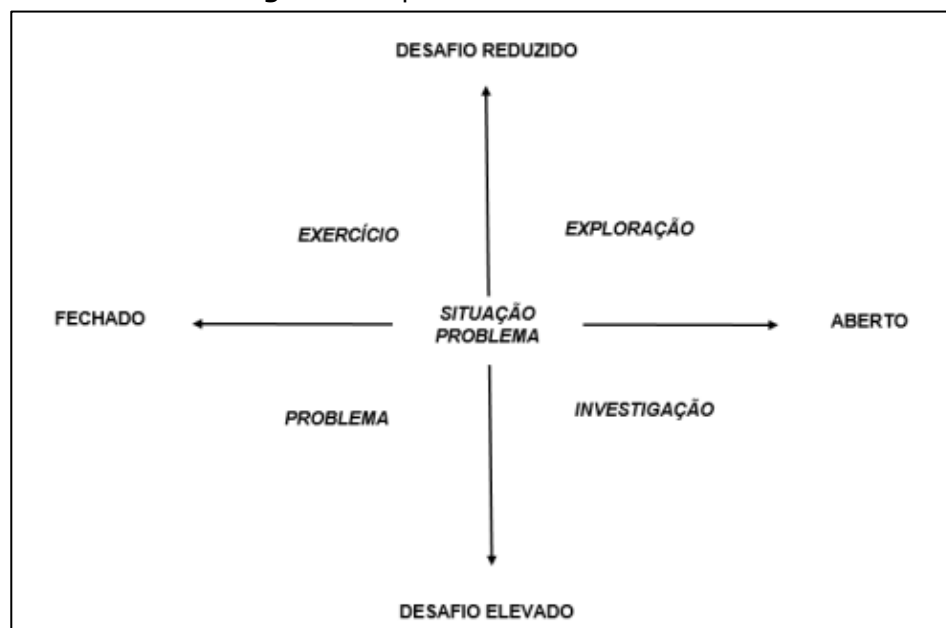 DESAFIO REDUZIDO
EXERCÍCIO
EXPLORAÇÃO
FECHADO
SITUAÇÃO
PROBLEMA
ABERTO
PROBLEMA
INVESTIGAÇÃO
DESAFIO ELEVADO